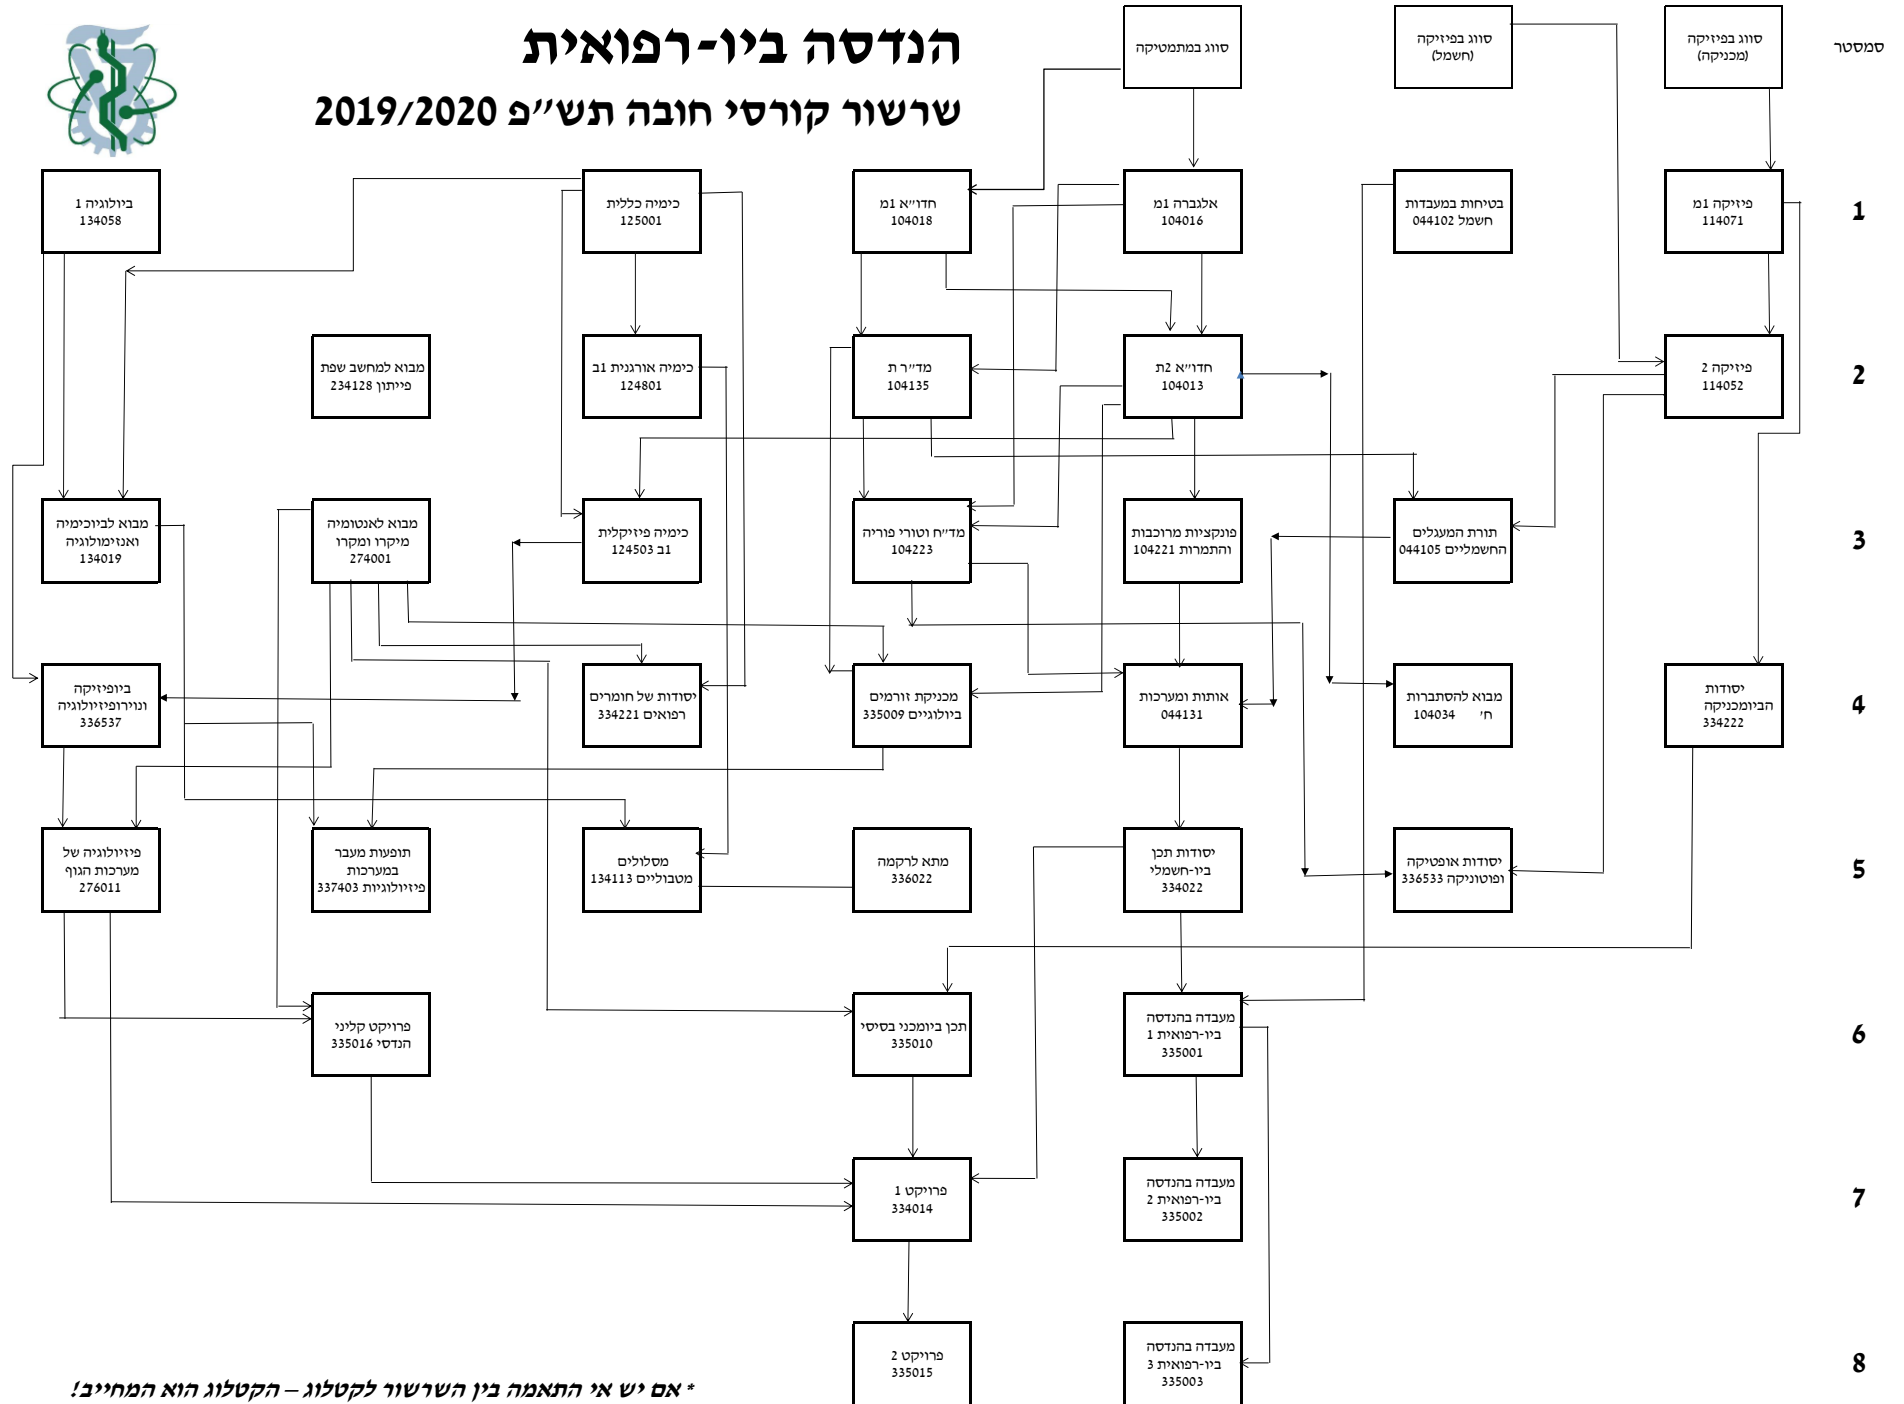 הנדסה ביו-רפואית
שרשור קורסי חובה תש״פ 2019/2020
סמסטר
סווג בפיזיקה
(מכניקה)
סווג בפיזיקה
(חשמל)
סווג במתמטיקה
1
פיזיקה 1מ
114071
בטיחות במעבדות
חשמל 044102
אלגברה 1מ
104016
חדו״א 1מ
104018
כימיה כללית
125001
ביולוגיה 1
134058
2
פיזיקה 2
114052
חדו״א 2ת
104013
מד״ר ת
104135
כימיה אורגנית 1ב
124801
מבוא למחשב שפת
פייתון 234128
3
תורת המעגלים
החשמליים 044105
פונקציות מרוכבות
והתמרות 104221
מד״ח וטורי פוריה
104223
כימיה פיזיקלית
1ב 124503
מבוא לאנטומיה
מיקרו ומקרו
274001
מבוא לביוכימיה
ואנזימולוגיה
134019
4
יסודות
הביומכניקה
334222
מבוא להסתברות
ח׳ 104034
אותות ומערכות
044131
מכניקת זורמים
ביולוגיים 335009
יסודות של חומרים
רפואים 334221
ביופיזיקה
ונוירופיזיולוגיה
336537
5
יסודות אופטיקה
ופוטוניקה 336533
יסודות תכן
ביו-חשמלי
334022
מתא לרקמה
336022
מסלולים
מטבוליים 134113
תופעות מעבר
במערכות
פיזיולוגיות 337403
פיזיולוגיה של
מערכות הגוף
276011
6
מעבדה בהנדסה
ביו-רפואית 1
335001
תכן ביומכני בסיסי
335010
פרויקט קליני
הנדסי 335016
7
מעבדה בהנדסה
ביו-רפואית 2
335002
פרויקט 1
334014
8
מעבדה בהנדסה
ביו-רפואית 3
335003
פרויקט 2
335015
* אם יש אי התאמה בין השרשור לקטלוג – הקטלוג הוא המחייב!